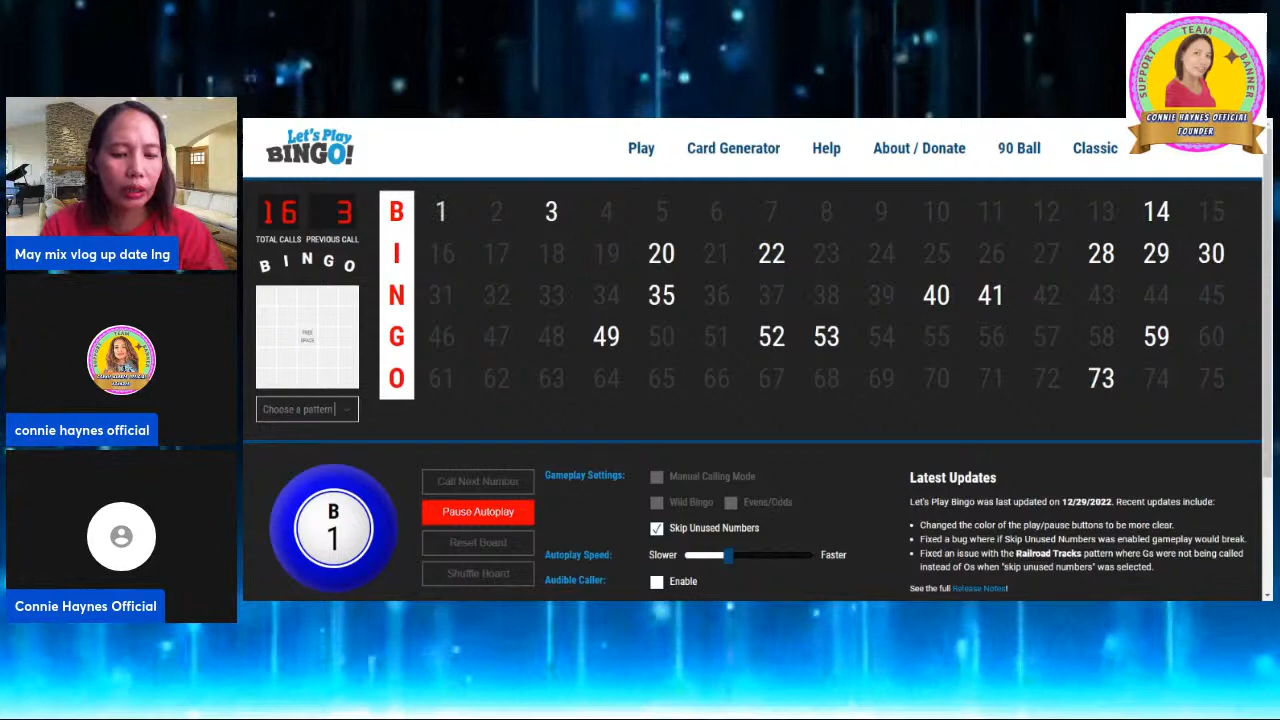 SUPPORT TEAM BANNER
CONNIE HAYNES OFFICIAL
FOUNDER
Let's Play
BINGO!
Play Card Generator Help About / Donate 90 Ball Classic
16 3
TOTAL CALLS PREVIOUS CALL
B I N G O
FREE
SPACE
Choose a pattern
B 1 2 3 4 5 6 7 8 9 10 11 12 13 14 15
I 16 17 18 19 20 21 22 23 24 25 26 27 28 29 30
N 31 32 33 34 35 36 37 38 39 40 41 42 43 44 45
G 46 47 48 49 50 51 52 53 54 55 56 57 58 59 60
O 61 62 63 64 65 66 67 68 69 70 71 72 73 74 75
May mix vlog up date lng
connie haynes official
Connie Haynes Official
B
1
Call Next Number
Pause Autoplay
Reset Board
Shuffle Board
Gameplay Settings:
Manual Calling Mode
Wild Bingo Evens/Odds
Skip Unused Numbers
Autoplay Speed: Slower Faster
Audible Caller: Enable
Latest Updates
Let's Play Bingo was last updated on 12/29/2022. Recent updates include:
Changed the color of the play/pause buttons to be more clear.
Fixed a bug where if Skip Unused Numbers was enabled gameplay would break.
Fixed an issue with the Railroad Tracks pattern where Gs were not being called
instead of Os when "skip unused numbers" was selected.
See the full Release Notes!